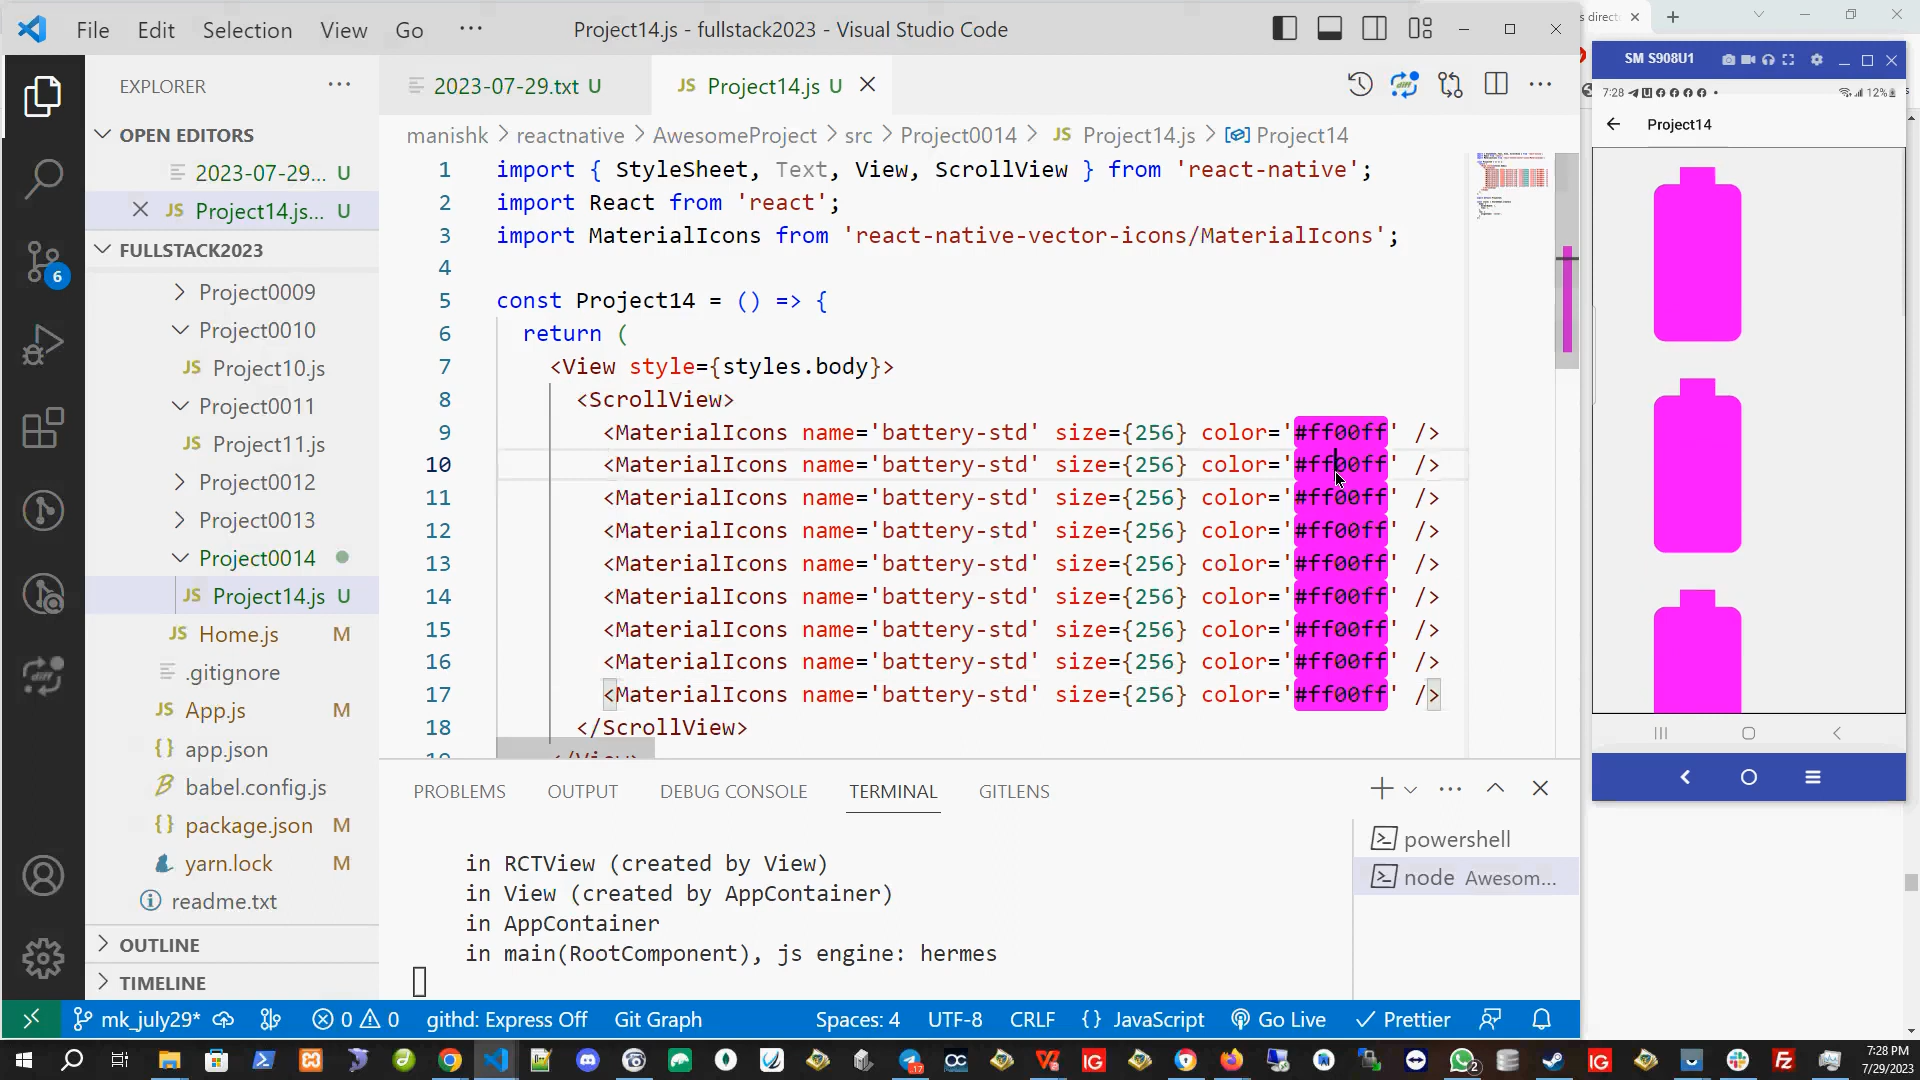 File Edit Selection View Go ··· Project14.js - fullstack2023 - Visual Studio Code
EXPLORER ···
2023-07-29.txt U JS Project14.js U
OPEN EDITORS
2023-07-29... U
JS Project14.js... U
FULLSTACK2023
Project0009
Project0010
JS Project10.js
Project0011
JS Project11.js
Project0012
Project0013
Project0014
JS Project14.js U
JS Home.js M
.gitignore
JS App.js M
{} app.json
babel.config.js
{} package.json M
yarn.lock M
readme.txt
OUTLINE
TIMELINE
manishk > reactnative > AwesomeProject > src > Project0014 > JS Project14.js > Project14
1 import { StyleSheet, Text, View, ScrollView } from 'react-native';
2 import React from 'react';
3 import MaterialIcons from 'react-native-vector-icons/MaterialIcons';
4
5 const Project14 = () => {
6 return (
7 <View style={styles.body}>
8 <ScrollView>
9 <MaterialIcons name='battery-std' size={256} color='#ff00ff' />
10 <MaterialIcons name='battery-std' size={256} color='#ff00ff' />
11 <MaterialIcons name='battery-std' size={256} color='#ff00ff' />
12 <MaterialIcons name='battery-std' size={256} color='#ff00ff' />
13 <MaterialIcons name='battery-std' size={256} color='#ff00ff' />
14 <MaterialIcons name='battery-std' size={256} color='#ff00ff' />
15 <MaterialIcons name='battery-std' size={256} color='#ff00ff' />
16 <MaterialIcons name='battery-std' size={256} color='#ff00ff' />
17 <MaterialIcons name='battery-std' size={256} color='#ff00ff' />
18 </ScrollView>
PROBLEMS OUTPUT DEBUG CONSOLE TERMINAL GITLENS
in RCTView (created by View)
in View (created by AppContainer)
in AppContainer
in main(RootComponent), js engine: hermes
powershell
node Awesom...
6
mk_july29* 0 0 githd: Express Off Git Graph Spaces: 4 UTF-8 CRLF {} JavaScript Go Live Prettier
s direct
SM S908U1
7:28 12%
Project14
7:28 PM
7/29/2023